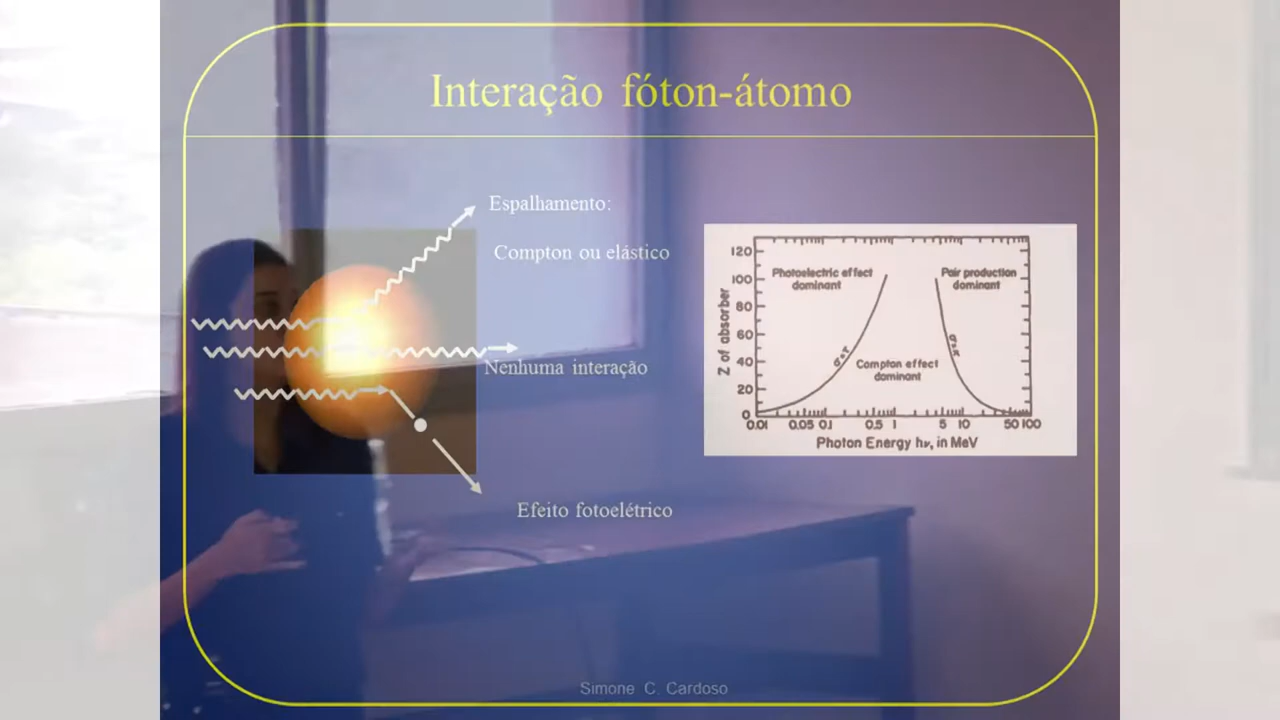 Interação fóton-átomo
Espalhamento:
Compton ou elástico
Nenhuma interação
Efeito fotoelétrico
120
100
80
60
40
20
0
Z of absorber
Photoelectric effect
dominant
Pair production
dominant
Compton effect
dominant
σ=τ
σ=κ
0.01 0.05 0.1 0.5 1 5 10 50 100
Photon Energy hν, in MeV
Simone C. Cardoso